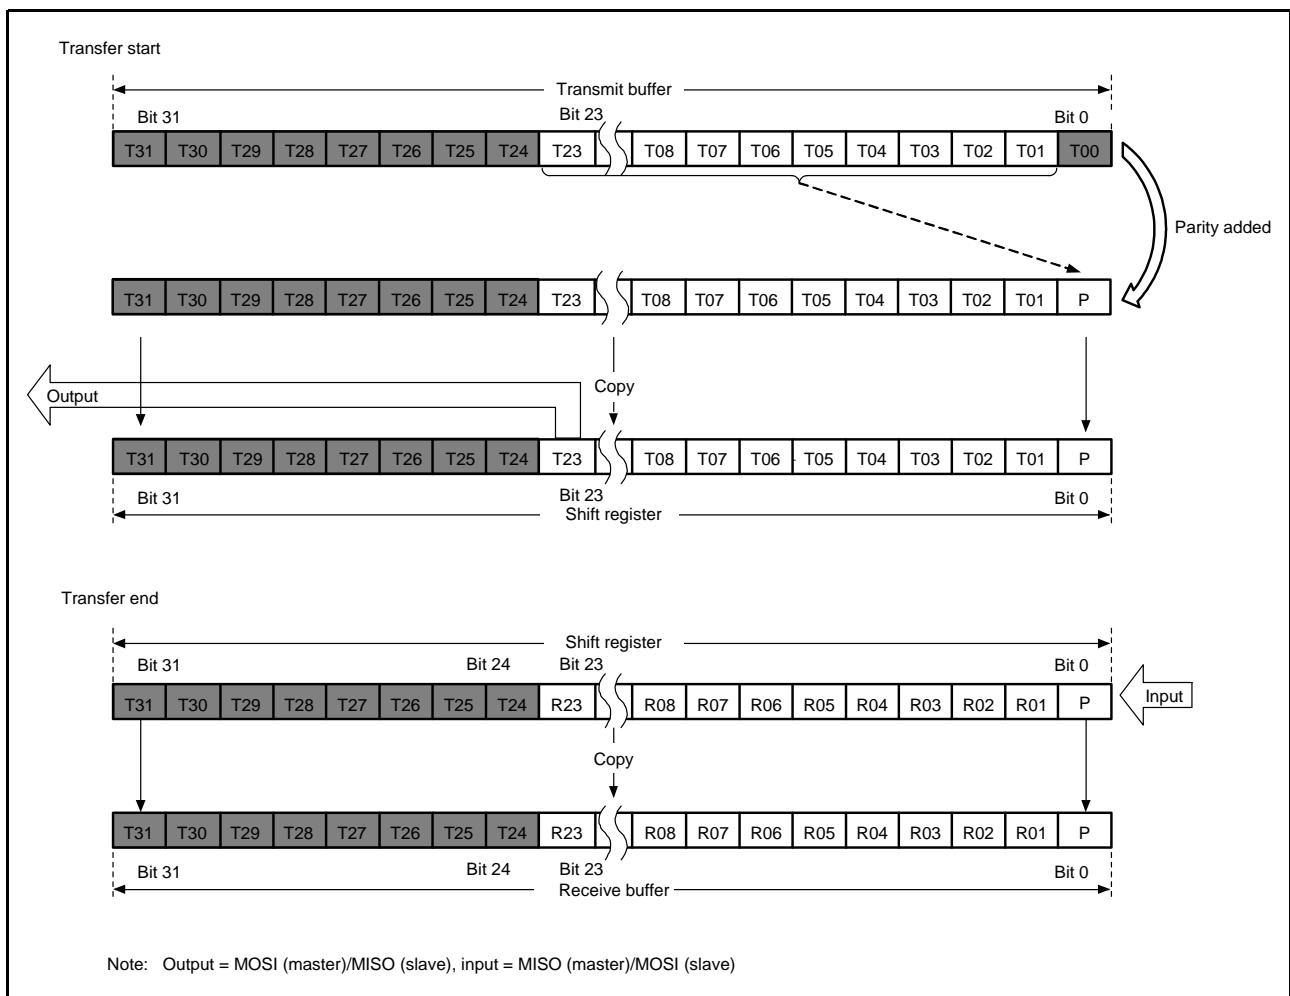 Transfer start
Transmit buffer
Bit 31 Bit 23 Bit 0
T31 T30 T29 T28 T27 T26 T25 T24 T23 T08 T07 T06 T05 T04 T03 T02 T01 T00
Parity added
T31 T30 T29 T28 T27 T26 T25 T24 T23 T08 T07 T06 T05 T04 T03 T02 T01 P
Copy
Output
T31 T30 T29 T28 T27 T26 T25 T24 T23 T08 T07 T06 T05 T04 T03 T02 T01 P
Bit 31 Bit 23 Bit 0
Shift register
Transfer end
Shift register
Bit 31 Bit 24 Bit 23 Bit 0
T31 T30 T29 T28 T27 T26 T25 T24 R23 R08 R07 R06 R05 R04 R03 R02 R01 P
Input
Copy
T31 T30 T29 T28 T27 T26 T25 T24 R23 R08 R07 R06 R05 R04 R03 R02 R01 P
Bit 31 Bit 24 Bit 23 Bit 0
Receive buffer
Note: Output = MOSI (master)/MISO (slave), input = MISO (master)/MOSI (slave)